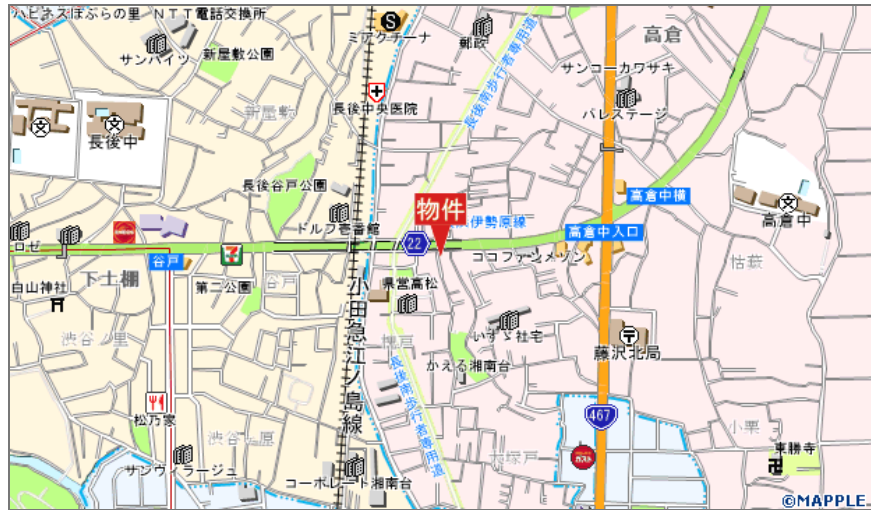 ハピネスぽぷらの里
NTT電話交換所
サンハイツ
新屋敷公園
新屋敷
長後中
S
ミアクチーナ
郵政
長後中央医院
長後南歩行者専用道
高倉
サンコーカワサキ
パレステージ
長後谷戸公園
ドルフ壱番館
物件
伊勢原線
22
高倉中横
高倉中入口
高倉中
ココファンメゾン
ロゼ
下土棚
谷戸
白山神社
第二公園
谷戸
県営高松
渋谷ノ里
小田急江ノ島線
いすゞ社宅
藤沢北局
かえる湘南台
長後南歩行者専用道
467
松乃家
渋谷ヶ原
サンヴィラージュ
コーポレート湘南台
ガスト
小栗
東勝寺
©MAPPLE